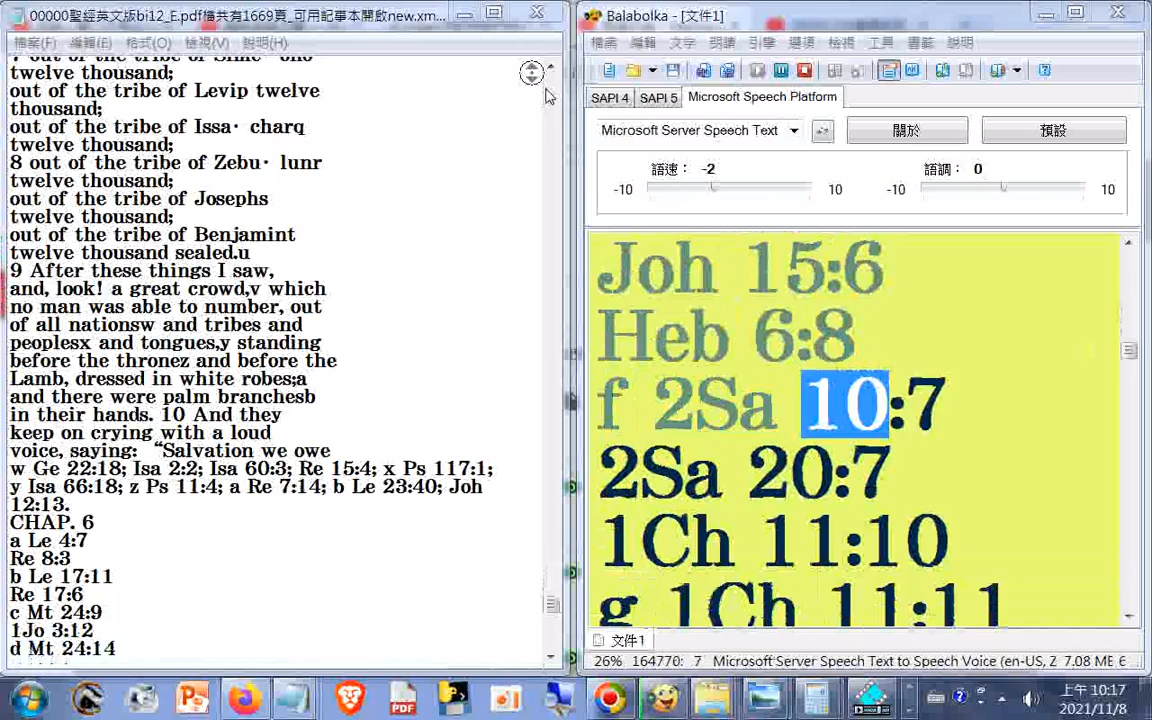 00000聖經英文版bi12_E.pdf檔共有1669頁_可用記事本開啟new.xm...
檔案(F) 編輯(E) 格式(O) 檢視(V) 說明(H)
twelve thousand;
out of the tribe of Levip twelve
thousand;
out of the tribe of Issa· charq
twelve thousand;
8 out of the tribe of Zebu· lunr
twelve thousand;
out of the tribe of Josephs
twelve thousand;
out of the tribe of Benjamint
twelve thousand sealed.u
9 After these things I saw,
and, look! a great crowd,v which
no man was able to number, out
of all nationsw and tribes and
peoplesx and tongues,y standing
before the thronez and before the
Lamb, dressed in white robes;a
and there were palm branchesb
in their hands. 10 And they
keep on crying with a loud
voice, saying: “Salvation we owe
w Ge 22:18; Isa 2:2; Isa 60:3; Re 15:4; x Ps 117:1;
y Isa 66:18; z Ps 11:4; a Re 7:14; b Le 23:40; Joh
12:13.
CHAP. 6
a Le 4:7
Re 8:3
b Le 17:11
Re 17:6
c Mt 24:9
1Jo 3:12
d Mt 24:14
Balabolka - [文件1]
檔案 編輯 文字 朗讀 引擎 選項 檢視 工具 書籤 說明
SAPI 4 SAPI 5 Microsoft Speech Platform
Microsoft Server Speech Text 關於 預設
語速： -2 語調： 0
-10 10 -10 10
Joh 15:6
Heb 6:8
f 2Sa 10:7
2Sa 20:7
1Ch 11:10
g 1Ch 11:11
文件1
26% 164770: 7 Microsoft Server Speech Text to Speech Voice (en-US, Z 7.08 MB 6
上午 10:17
2021/11/8